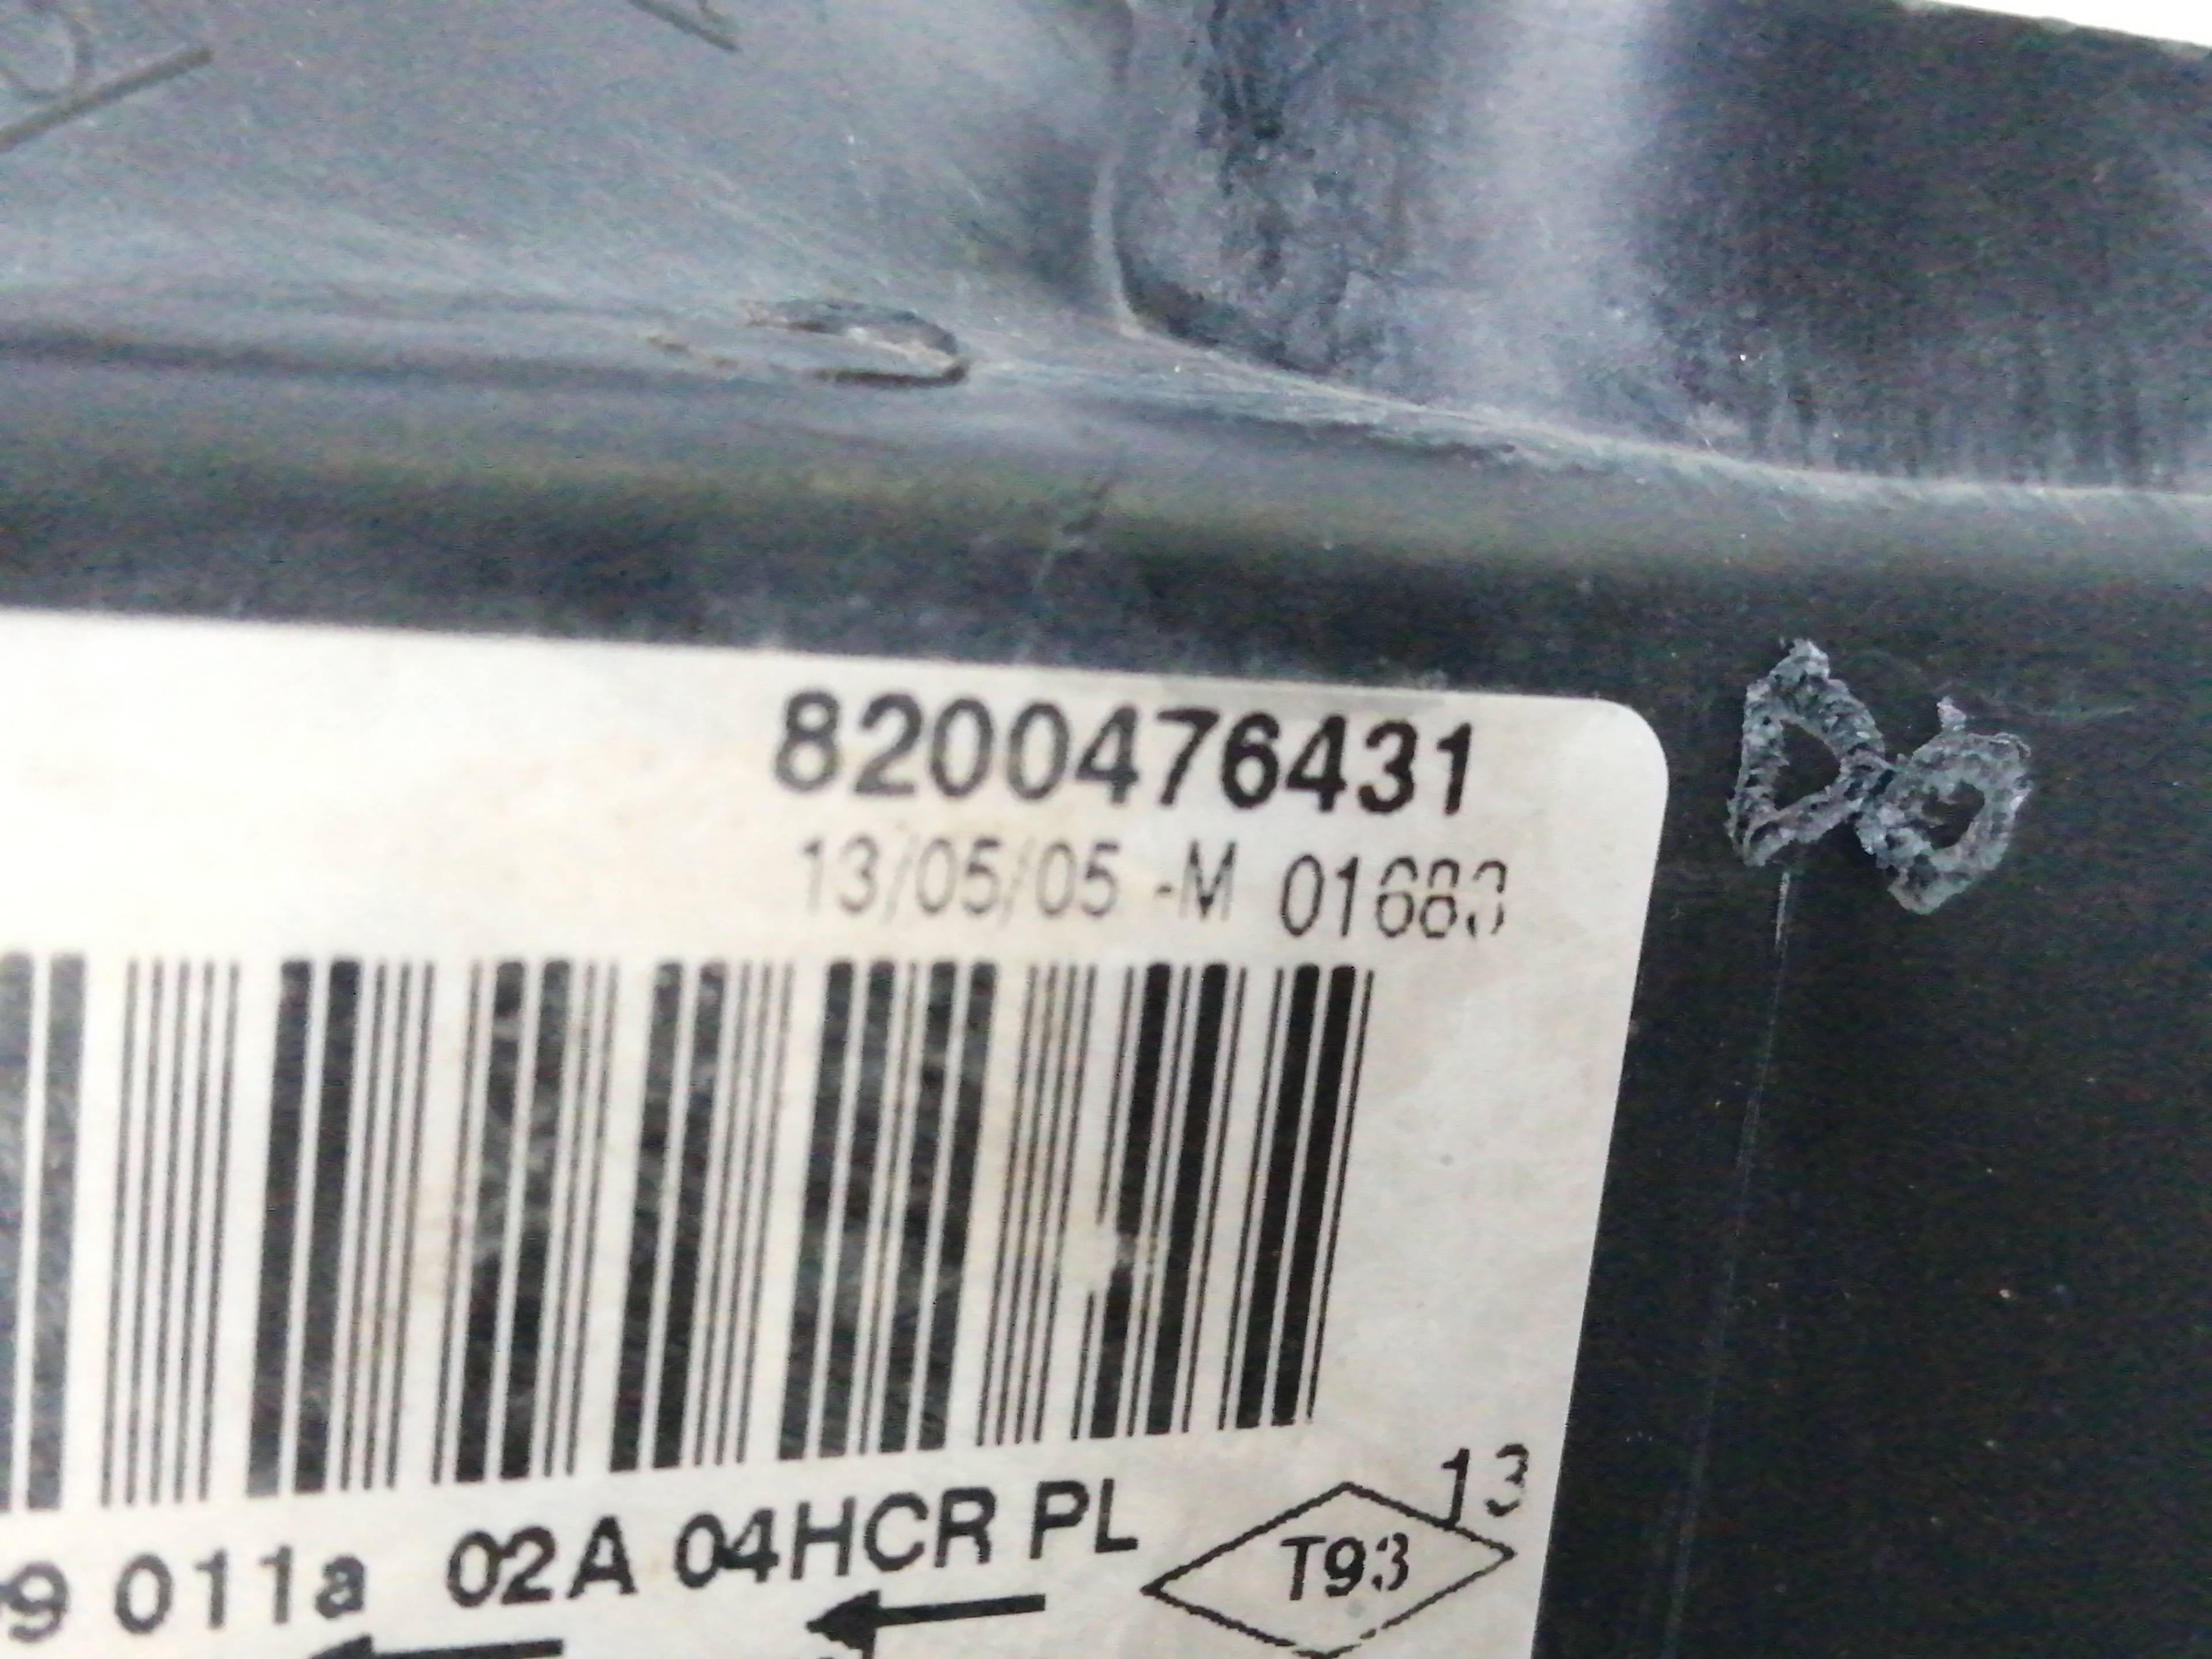 8200476431
13/05/05 -M 01683
9 011a 02A 04HCR PL
13
T93